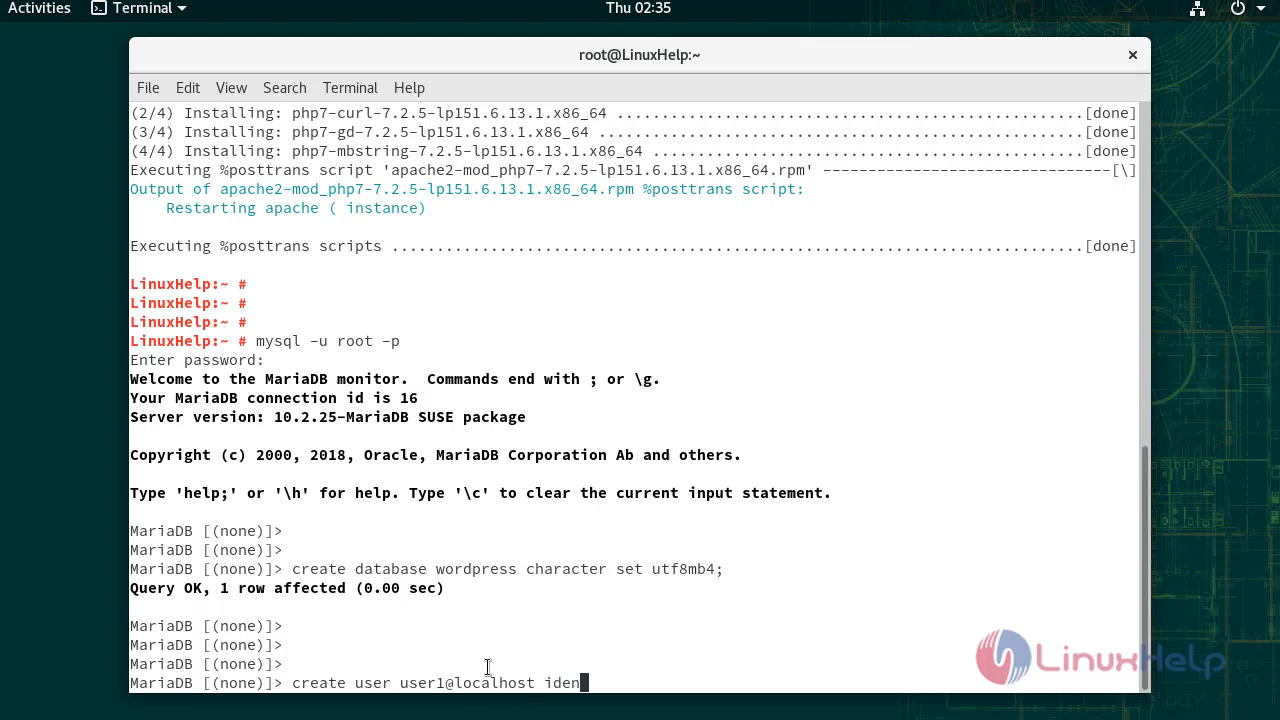 Activities Terminal Thu 02:35
root@LinuxHelp:~ ×
File Edit View Search Terminal Help
(2/4) Installing: php7-curl-7.2.5-lp151.6.13.1.x86_64 ....................................................[done]
(3/4) Installing: php7-gd-7.2.5-lp151.6.13.1.x86_64 ......................................................[done]
(4/4) Installing: php7-mbstring-7.2.5-lp151.6.13.1.x86_64 ................................................[done]
Executing %posttrans script 'apache2-mod_php7-7.2.5-lp151.6.13.1.x86_64.rpm' --------------------------------[\]
Output of apache2-mod_php7-7.2.5-lp151.6.13.1.x86_64.rpm %posttrans script:
    Restarting apache ( instance)
Executing %posttrans scripts .............................................................................[done]
LinuxHelp:~ #
LinuxHelp:~ #
LinuxHelp:~ #
LinuxHelp:~ # mysql -u root -p
Enter password:
Welcome to the MariaDB monitor.  Commands end with ; or \g.
Your MariaDB connection id is 16
Server version: 10.2.25-MariaDB SUSE package
Copyright (c) 2000, 2018, Oracle, MariaDB Corporation Ab and others.
Type 'help;' or '\h' for help. Type '\c' to clear the current input statement.
MariaDB [(none)]>
MariaDB [(none)]>
MariaDB [(none)]> create database wordpress character set utf8mb4;
Query OK, 1 row affected (0.00 sec)
MariaDB [(none)]>
MariaDB [(none)]>
MariaDB [(none)]>
MariaDB [(none)]> create user user1@localhost iden
LinuxHelp